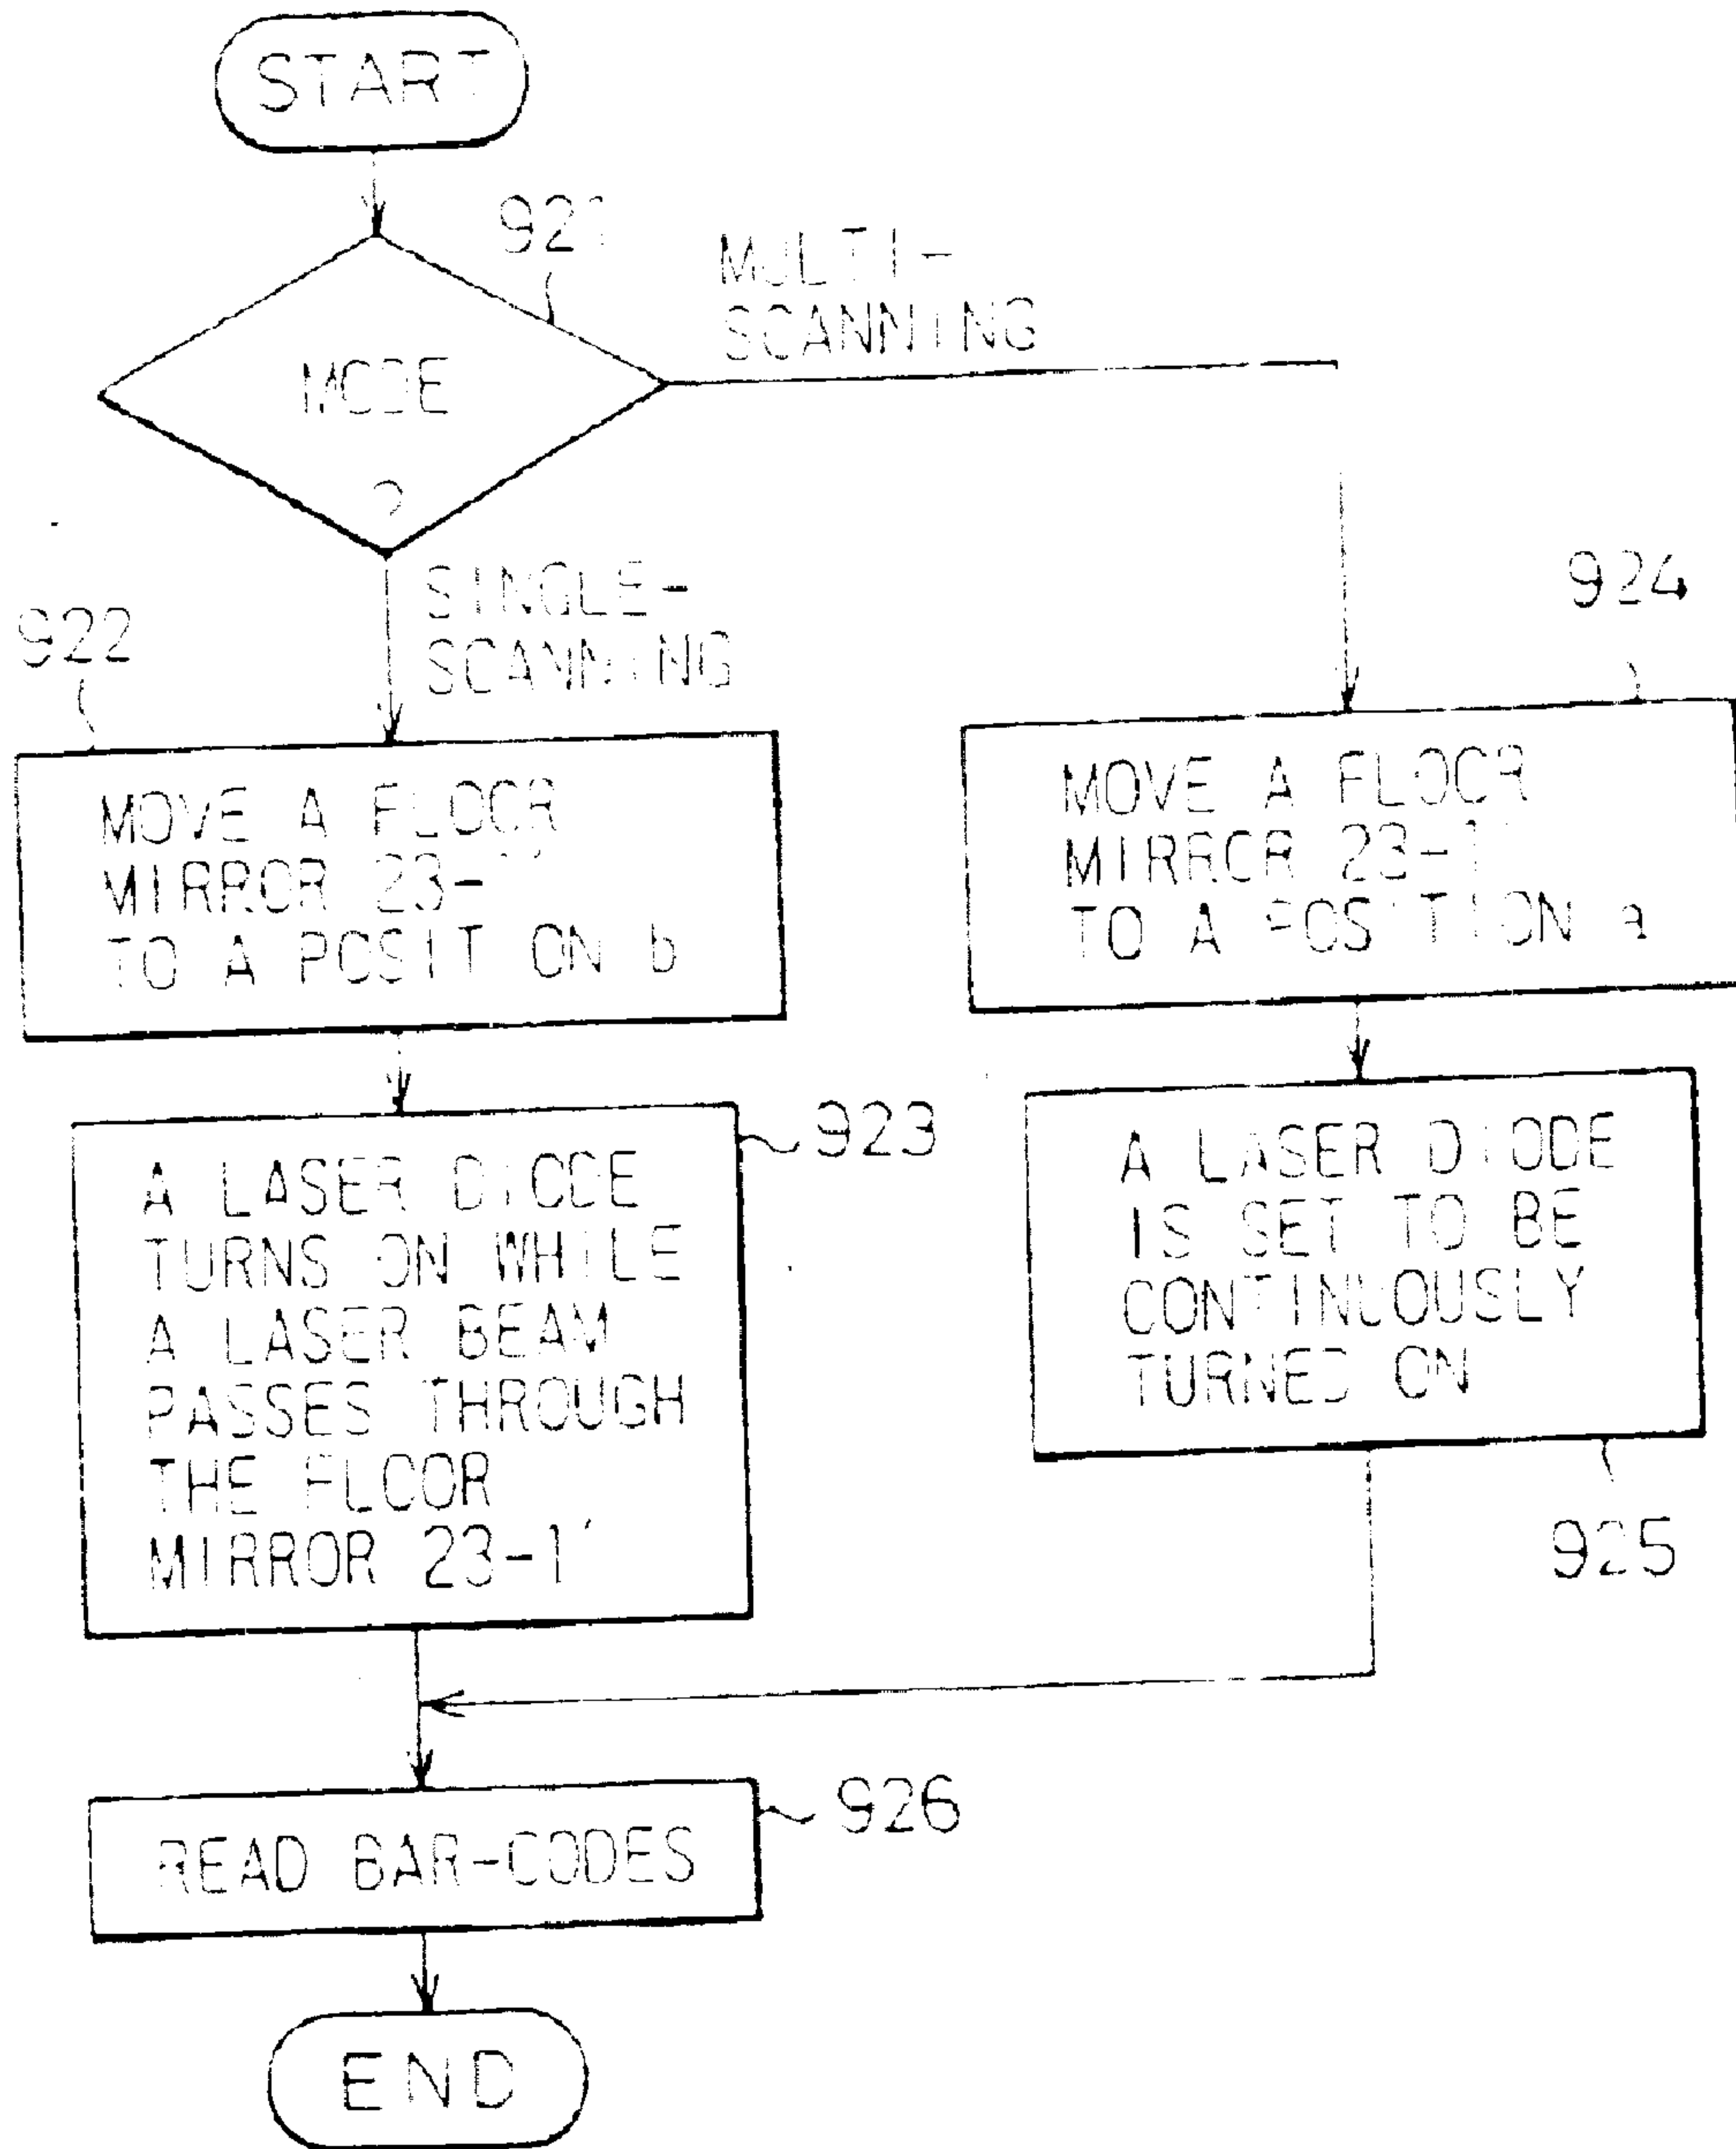 START
921
MULTI-
SCANNING
MODE
?
SINGLE-
SCANNING
922
924
MOVE A FLOOR
MIRROR 23-1'
TO A POSITION b
MOVE A FLOOR
MIRROR 23-1'
TO A POSITION a
923
A LASER DIODE
TURNS ON WHILE
A LASER BEAM
PASSES THROUGH
THE FLOOR
MIRROR 23-1'
A LASER DIODE
IS SET TO BE
CONTINUOUSLY
TURNED ON
925
926
READ BAR-CODES
END